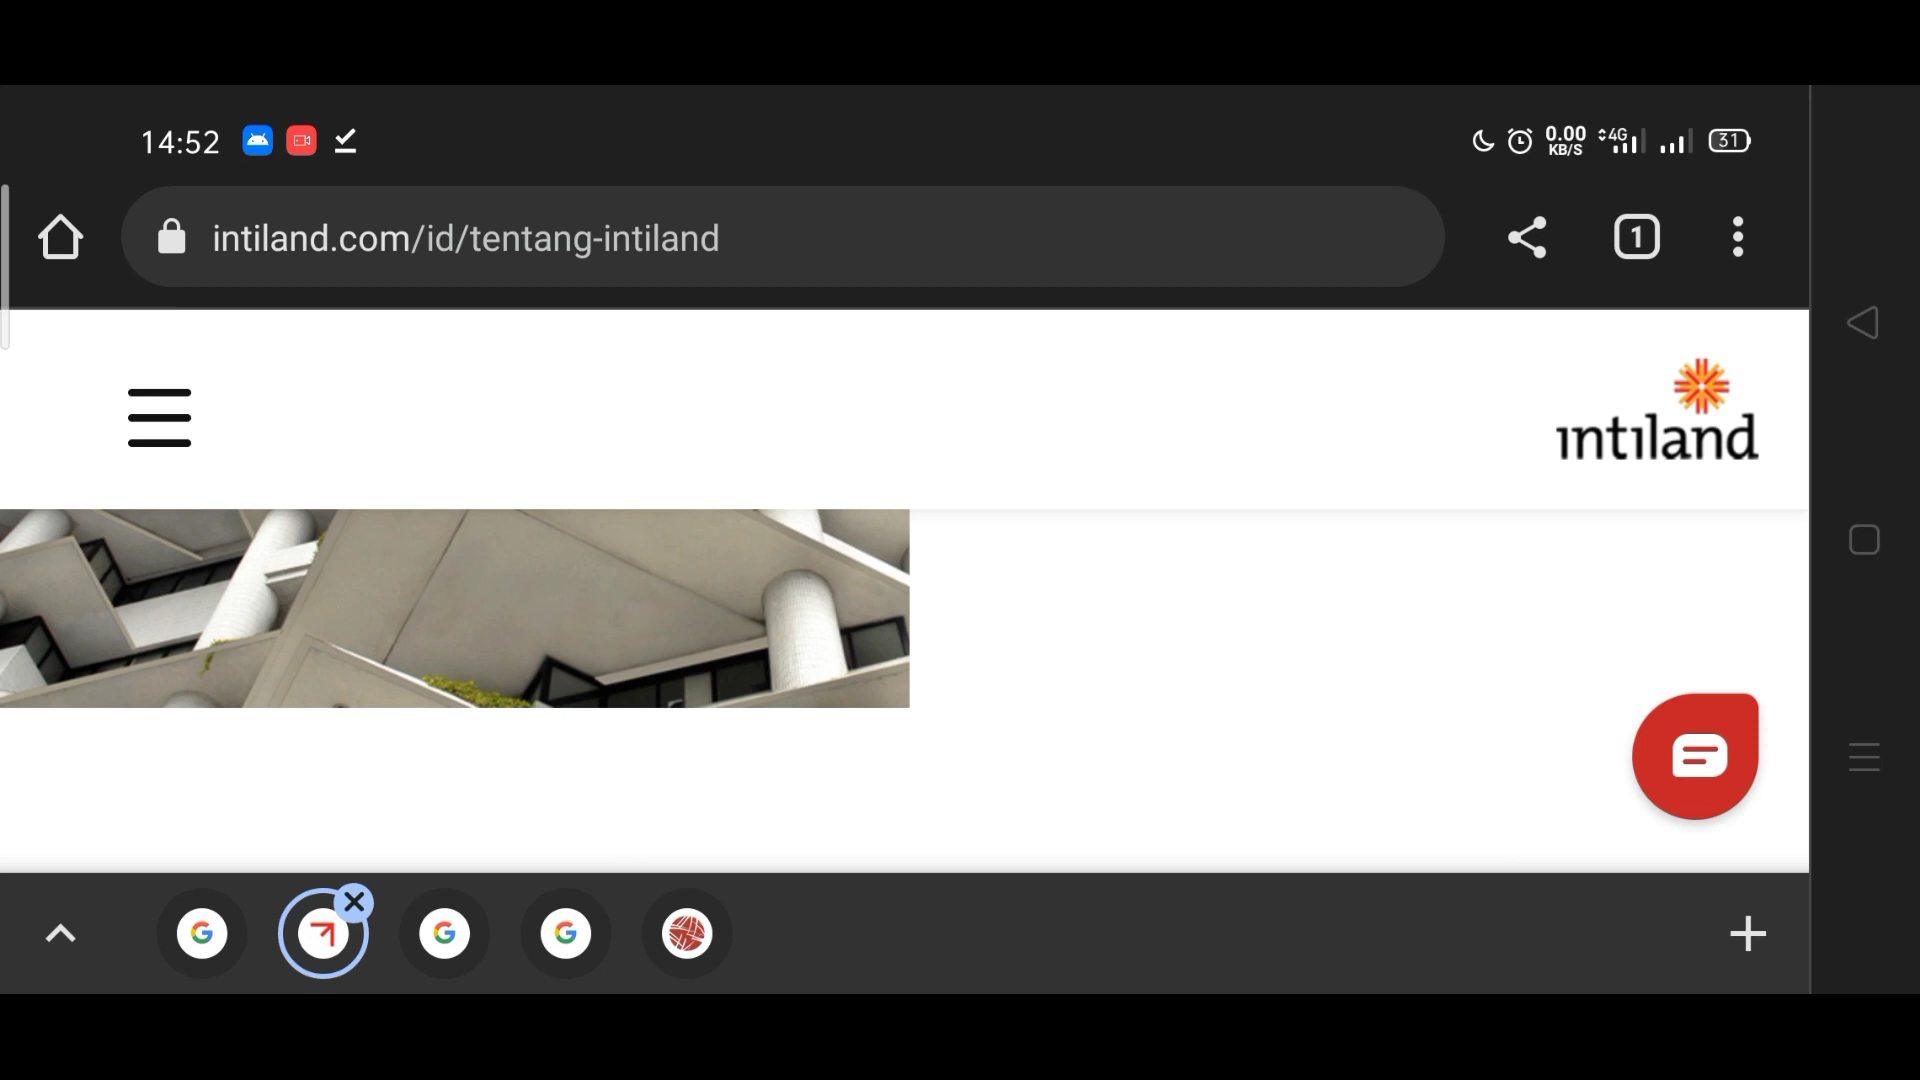 14:52
0.00
KB/S
4G
31
intiland.com/id/tentang-intiland
1
intiland